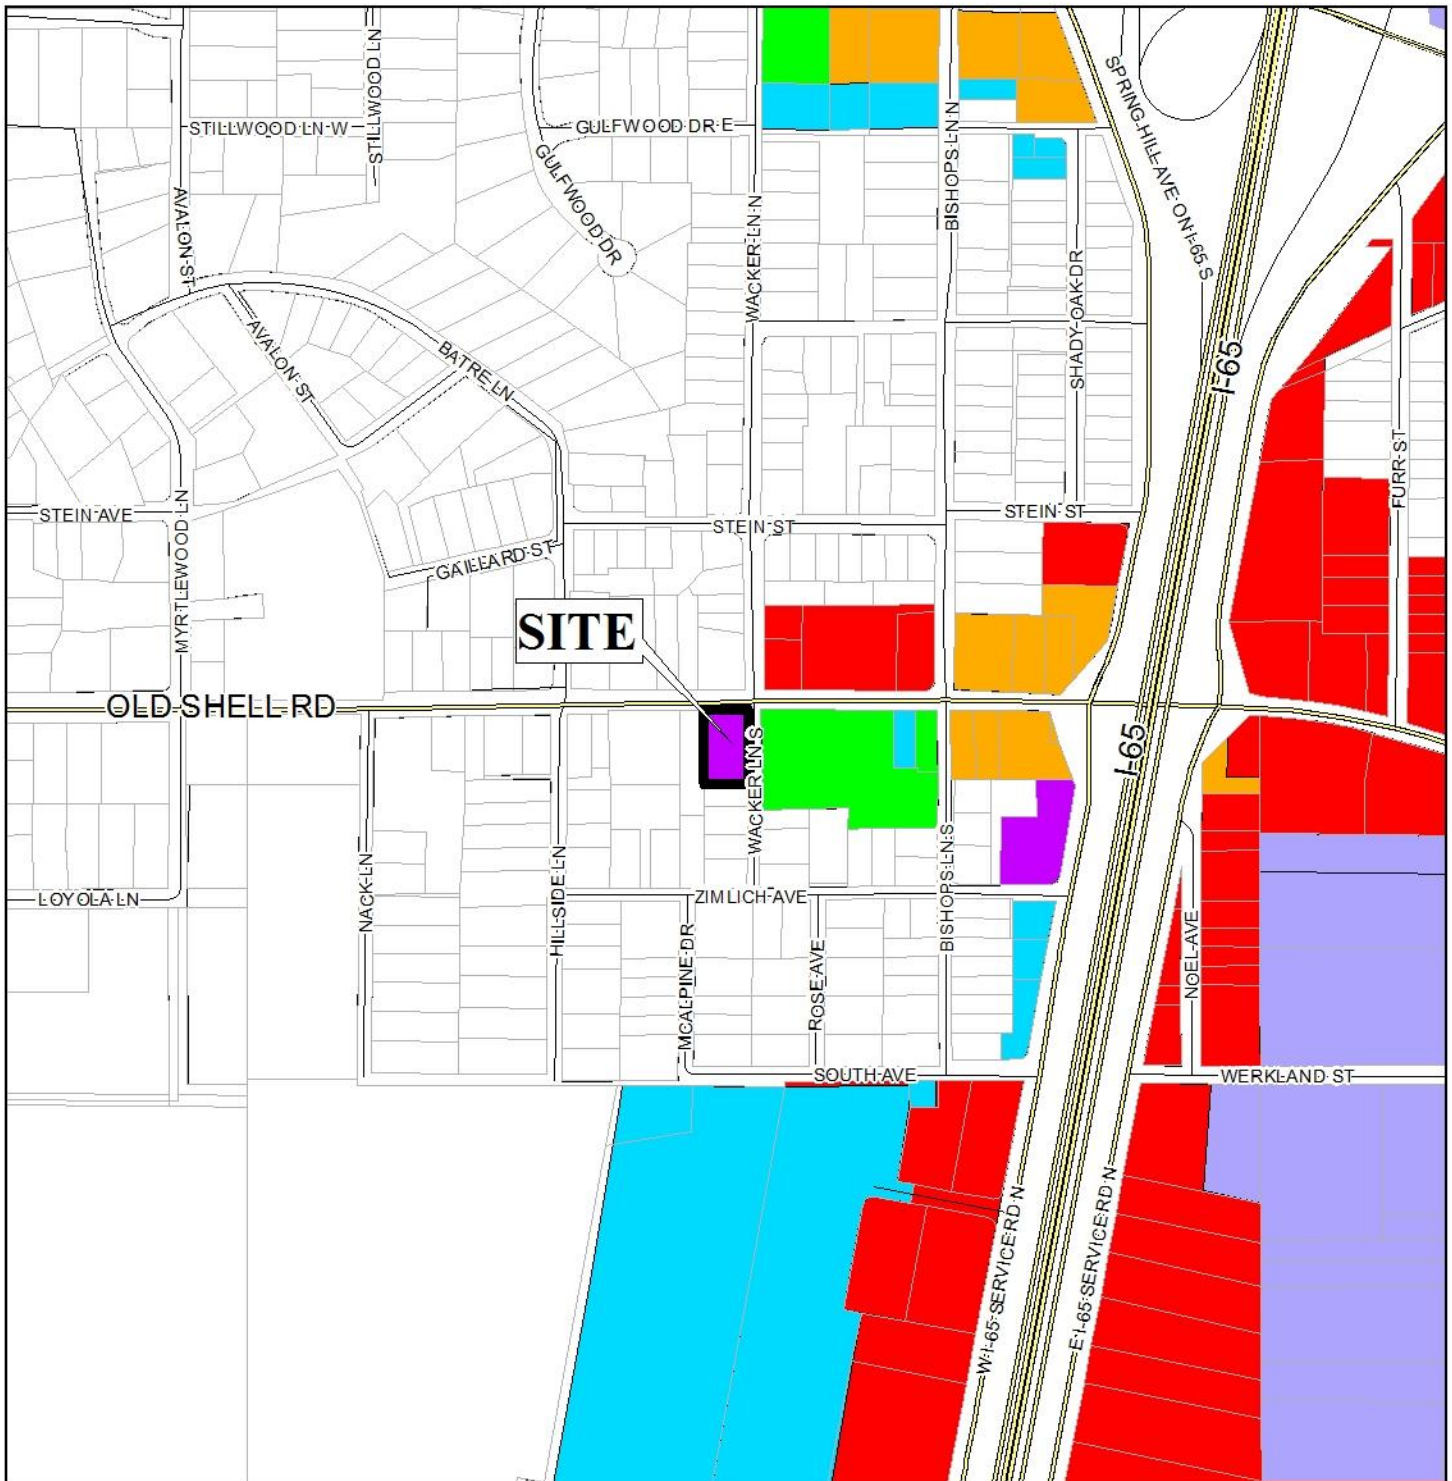 STILLWOOD LN
STILLWOOD LN W
GULFWOOD DR E
SPRING HILL AVE ON I-65 S
GULFWOOD DR
AVALON ST
WACKER LN N
BISHOPS LN N
SHADY OAK DR
AVALON ST
BATRE LN
I-65
FURR ST
STEIN AVE
MYRTLEWOOD LN
STEIN ST
STEIN ST
GAILLARD ST
SITE
OLD SHELL RD
WACKER LN S
I-65
NACK LN
HILLSIDE LN
BISHOPS LN S
LOYOLA LN
ZIMLICH AVE
MCALPINE DR
ROSE AVE
NOEL AVE
SOUTH AVE
WERKLAND ST
W I-65 SERVICE RD N
E I-65 SERVICE RD N